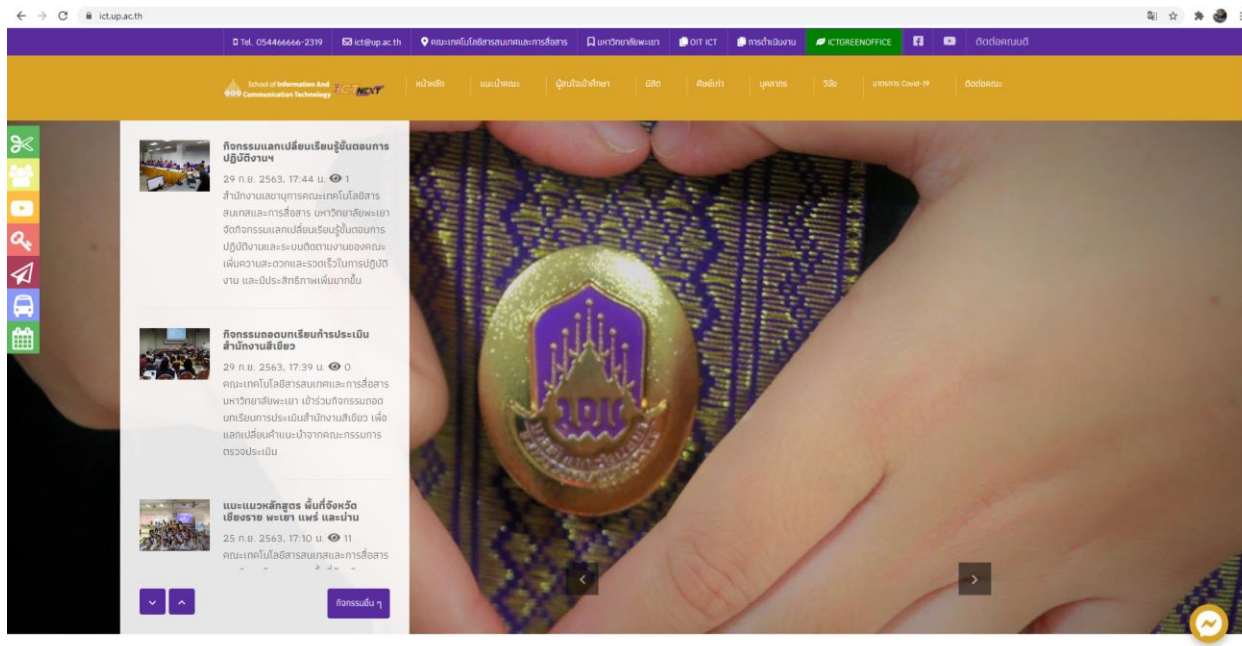 ict.up.ac.th
Tel. 054466666-2319 ict@up.ac.th คณะเทคโนโลยีสารสนเทศและการสื่อสาร มหาวิทยาลัยพะเยา OIT ICT การดำเนินงาน ICTGREENOFFICE ติดต่อคณบดี
School of Information And
Communication Technology
ICTNEXT
หน้าหลัก แนะนำคณะ ผู้สนใจเข้าศึกษา นิสิต ศิษย์เก่า บุคลากร วิจัย มาตรการ Covid-19 ติดต่อคณะ
กิจกรรมแลกเปลี่ยนเรียนรู้ขั้นตอนการ
ปฏิบัติงานฯ
29 ก.ย. 2563, 17:44 น. 1
สำนักงานเลขานุการคณะเทคโนโลยีสาร
สนเทศและการสื่อสาร มหาวิทยาลัยพะเยา
จัดกิจกรรมแลกเปลี่ยนเรียนรู้ขั้นตอนการ
ปฏิบัติงานและระบบติดตามงานของคณะ
เพิ่มความสะดวกและรวดเร็วในการปฏิบัติ
งาน และมีประสิทธิภาพเพิ่มมากขึ้น
กิจกรรมถอดบทเรียนการประเมิน
สำนักงานสีเขียว
29 ก.ย. 2563, 17:39 น. 0
คณะเทคโนโลยีสารสนเทศและการสื่อสาร
มหาวิทยาลัยพะเยา เข้าร่วมกิจกรรมถอด
บทเรียนการประเมินสำนักงานสีเขียว เพื่อ
แลกเปลี่ยนคำแนะนำจากคณะกรรมการ
ตรวจประเมิน
แนะแนวหลักสูตร พื้นที่จังหวัด
เชียงราย พะเยา แพร่ และน่าน
25 ก.ย. 2563, 17:10 น. 11
คณะเทคโนโลยีสารสนเทศและการสื่อสาร
กิจกรรมอื่น ๆ